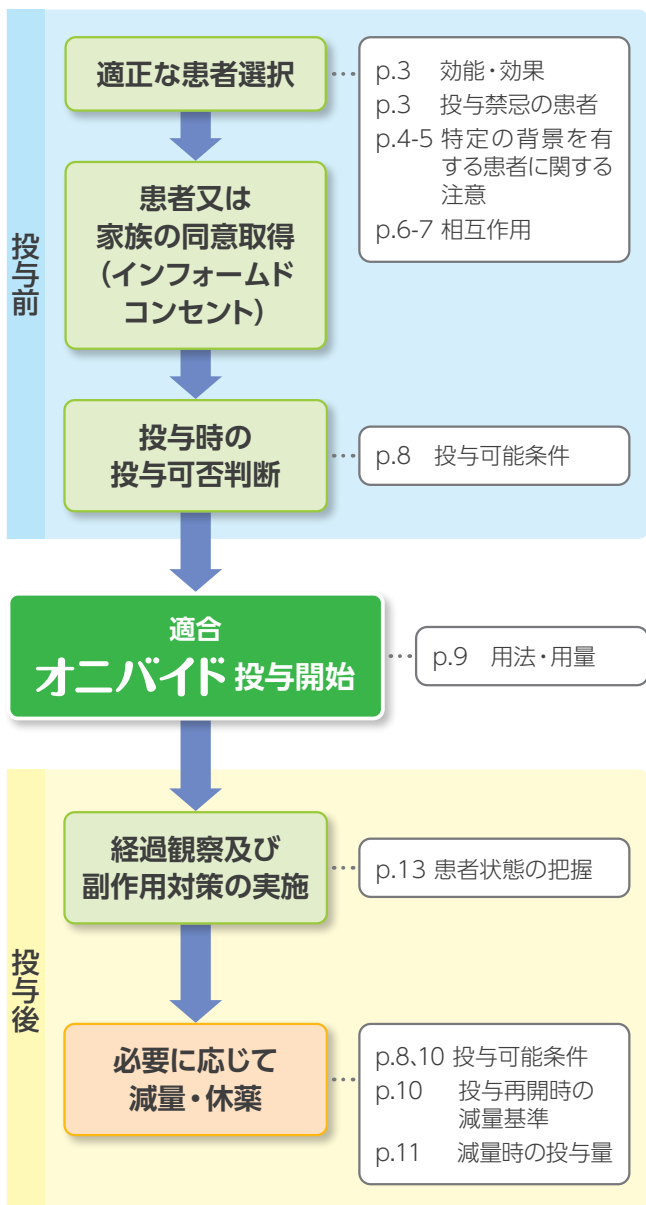 投与前
適正な患者選択
p.3 効能・効果
p.3 投与禁忌の患者
p.4-5 特定の背景を有
する患者に関する
注意
p.6-7 相互作用
患者又は
家族の同意取得
(インフォームド
コンセント)
投与時の
投与可否判断
p.8 投与可能条件
適合
オニバイド 投与開始
p.9 用法・用量
投与後
経過観察及び
副作用対策の実施
p.13 患者状態の把握
必要に応じて
減量・休薬
p.8、10 投与可能条件
p.10 投与再開時の
減量基準
p.11 減量時の投与量